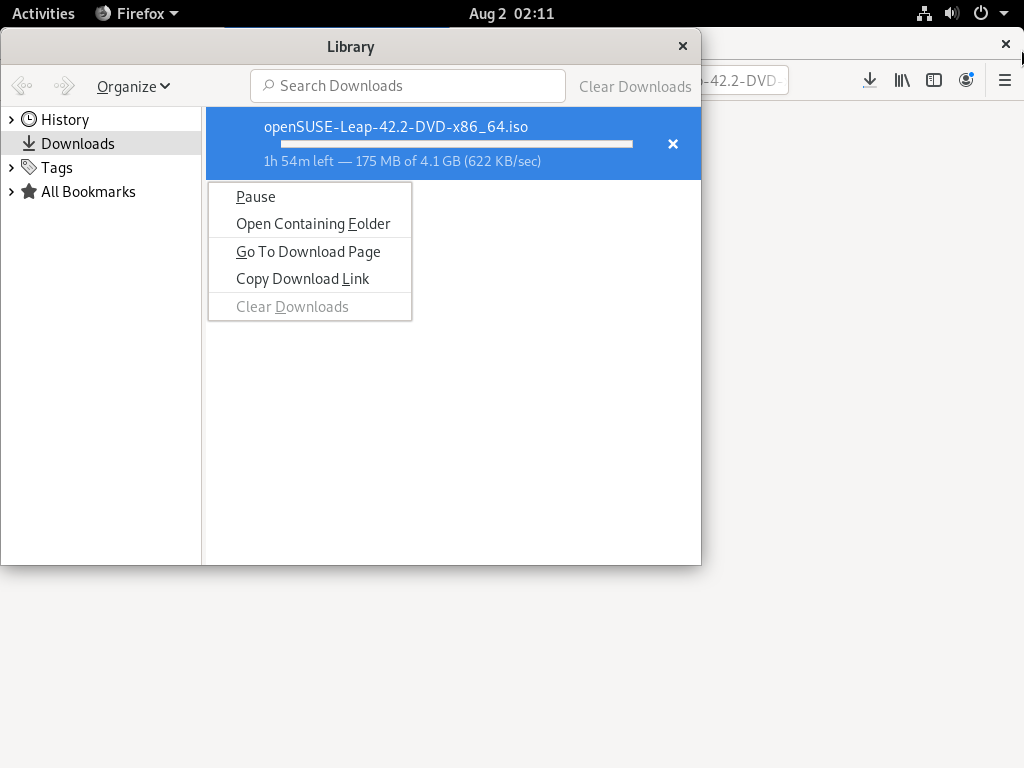 Activities Firefox Aug 2 02:11
Library
Organize Search Downloads Clear Downloads -42.2-DVD-
History
Downloads
Tags
All Bookmarks
openSUSE-Leap-42.2-DVD-x86_64.iso
1h 54m left — 175 MB of 4.1 GB (622 KB/sec)
Pause
Open Containing Folder
Go To Download Page
Copy Download Link
Clear Downloads